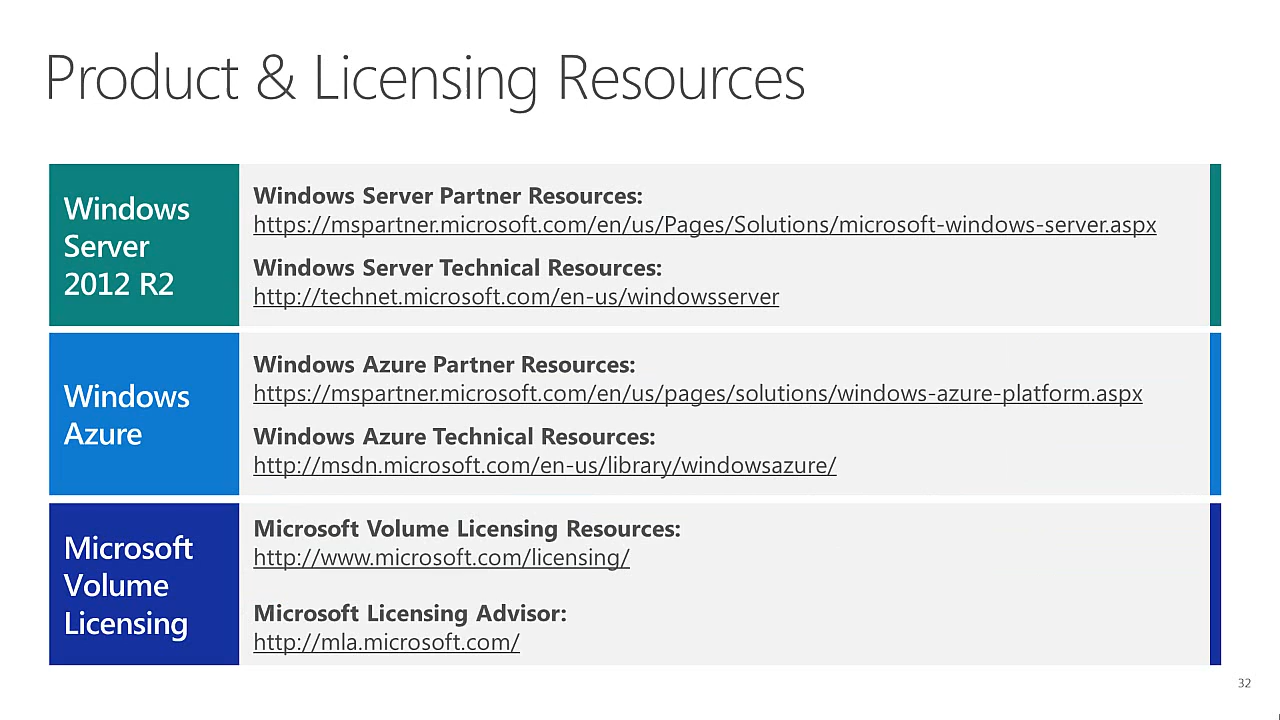 Product & Licensing Resources
Windows
Server
2012 R2
Windows Server Partner Resources:
https://mspartner.microsoft.com/en/us/Pages/Solutions/microsoft-windows-server.aspx
Windows Server Technical Resources:
http://technet.microsoft.com/en-us/windowsserver
Windows
Azure
Windows Azure Partner Resources:
https://mspartner.microsoft.com/en/us/pages/solutions/windows-azure-platform.aspx
Windows Azure Technical Resources:
http://msdn.microsoft.com/en-us/library/windowsazure/
Microsoft
Volume
Licensing
Microsoft Volume Licensing Resources:
http://www.microsoft.com/licensing/
Microsoft Licensing Advisor:
http://mla.microsoft.com/
32